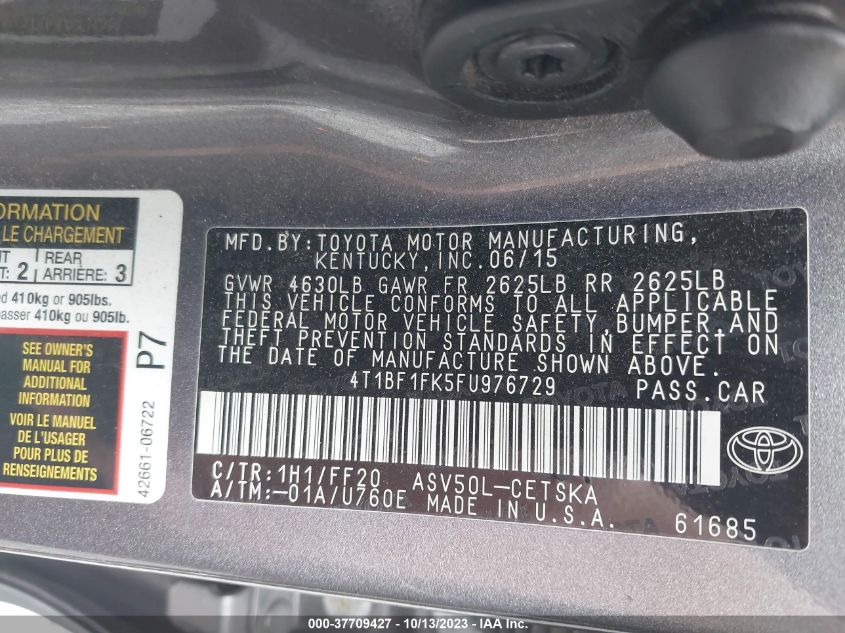 ORMATION
LE CHARGEMENT
REAR
2 ARRIÈRE: 3
410kg or 905lbs.
passer 410kg ou 905lb.
SEE OWNER'S
MANUAL FOR
ADDITIONAL
INFORMATION
VOIR LE MANUEL
DE L'USAGER
POUR PLUS DE
RENSEIGNEMENTS
P7
42661-06722
MFD.BY:TOYOTA MOTOR MANUFACTURING,
KENTUCKY,INC.06/15
GVWR 4630LB GAWR FR 2625LB RR 2625LB
THIS VEHICLE CONFORMS TO ALL APPLICABLE
FEDERAL MOTOR VEHICLE SAFETY,BUMPER,AND
THEFT PREVENTION STANDARDS IN EFFECT ON
THE DATE OF MANUFACTURE SHOWN ABOVE.
4T1BF1FK5FU976729 PASS.CAR
C/TR:1H1/FF20 ASV50L-CETSKA
A/TM:-01A/U760E MADE IN U.S.A. 61685
000-37709427 - 10/13/2023 - IAA Inc.